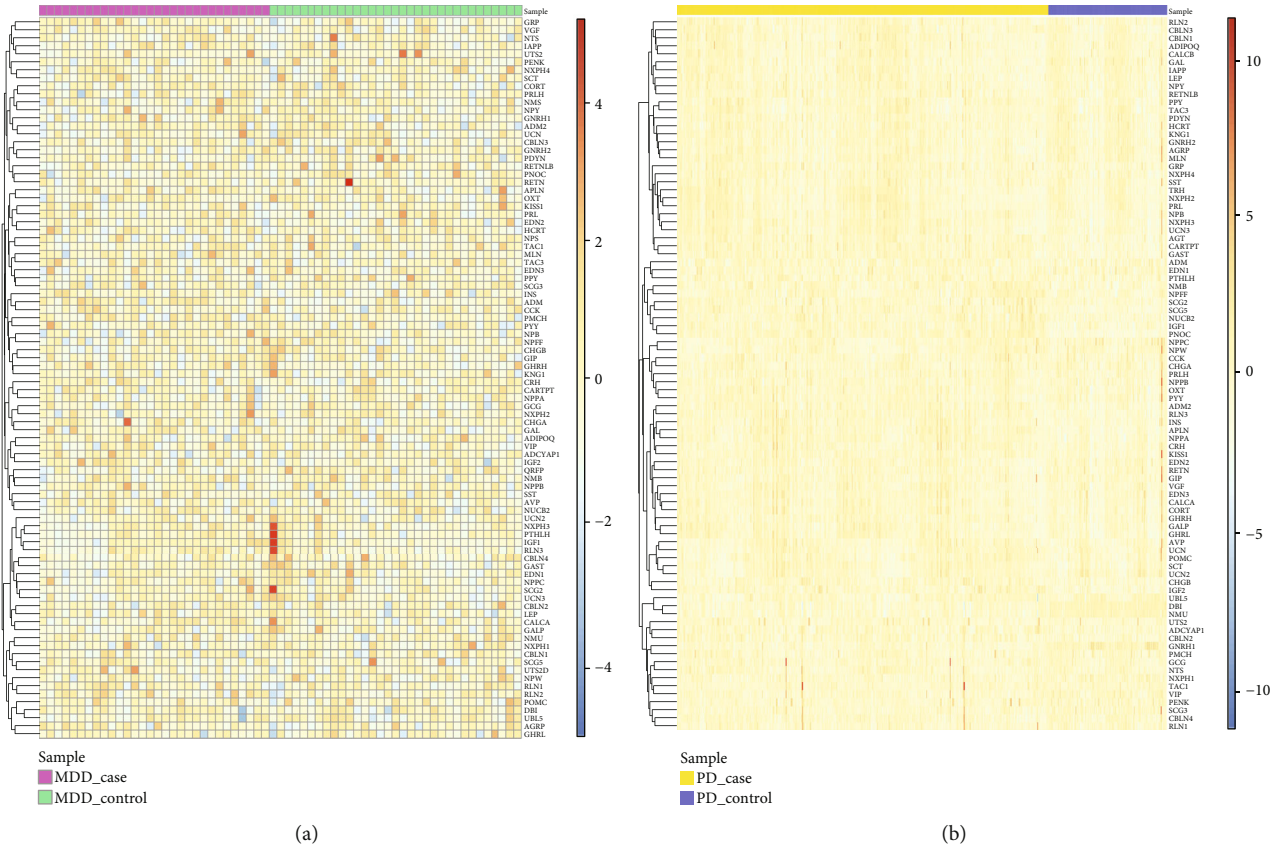 Sample
GRP
VGF
NTS
IAPP
UTS2
PENK
NXPH4
SCT
CORT
PRLH
NMS
NPY
GNRH1
ADM2
UCN
CBLN3
GNRH2
PDYN
RETNLB
PNOC
RETN
APLN
OXT
KISS1
PRL
EDN2
HCRT
NPS
TAC1
MLN
TAC3
EDN3
PPY
SCG3
INS
ADM
CCK
PMCH
PYY
NPB
NPFF
CHGB
GIP
GHRH
KNG1
CRH
CARTPT
NPPA
GCG
NXPH2
CHGA
GAL
ADIPOQ
VIP
ADCYAP1
IGF2
QRFP
NMB
NPPB
SST
AVP
NUCB2
UCN2
NXPH3
PTHLH
IGF1
RLN3
CBLN4
GAST
EDN1
NPPC
SCG2
UCN3
CBLN2
LEP
CALCA
GALP
NMU
NXPH1
CBLN1
SCG5
UTS2D
NPW
RLN1
RLN2
POMC
DBI
UBL5
AGRP
GHRL
4
2
0
−2
−4
Sample
MDD_case
MDD_control
(a)
Sample
RLN2
CBLN3
CBLN1
ADIPOQ
CALCB
GAL
IAPP
LEP
NPY
RETNLB
PPY
TAC3
PDYN
HCRT
KNG1
GNRH2
AGRP
MLN
GRP
NXPH4
SST
TRH
NXPH2
PRL
NPB
NXPH3
UCN3
AGT
CARTPT
GAST
ADM
EDN1
PTHLH
NMB
NPFF
SCG2
SCG5
NUCB2
IGF1
PNOC
NPPC
NPW
CCK
CHGA
PRLH
NPPB
OXT
PYY
ADM2
RLN3
INS
APLN
NPPA
CRH
KISS1
EDN2
RETN
GIP
VGF
EDN3
CALCA
CORT
GHRH
GALP
GHRL
AVP
UCN
POMC
SCT
UCN2
CHGB
IGF2
UBL5
DBI
NMU
UTS2
ADCYAP1
CBLN2
GNRH1
PMCH
GCG
NTS
NXPH1
TAC1
VIP
PENK
SCG3
CBLN4
RLN1
10
5
0
−5
−10
Sample
PD_case
PD_control
(b)